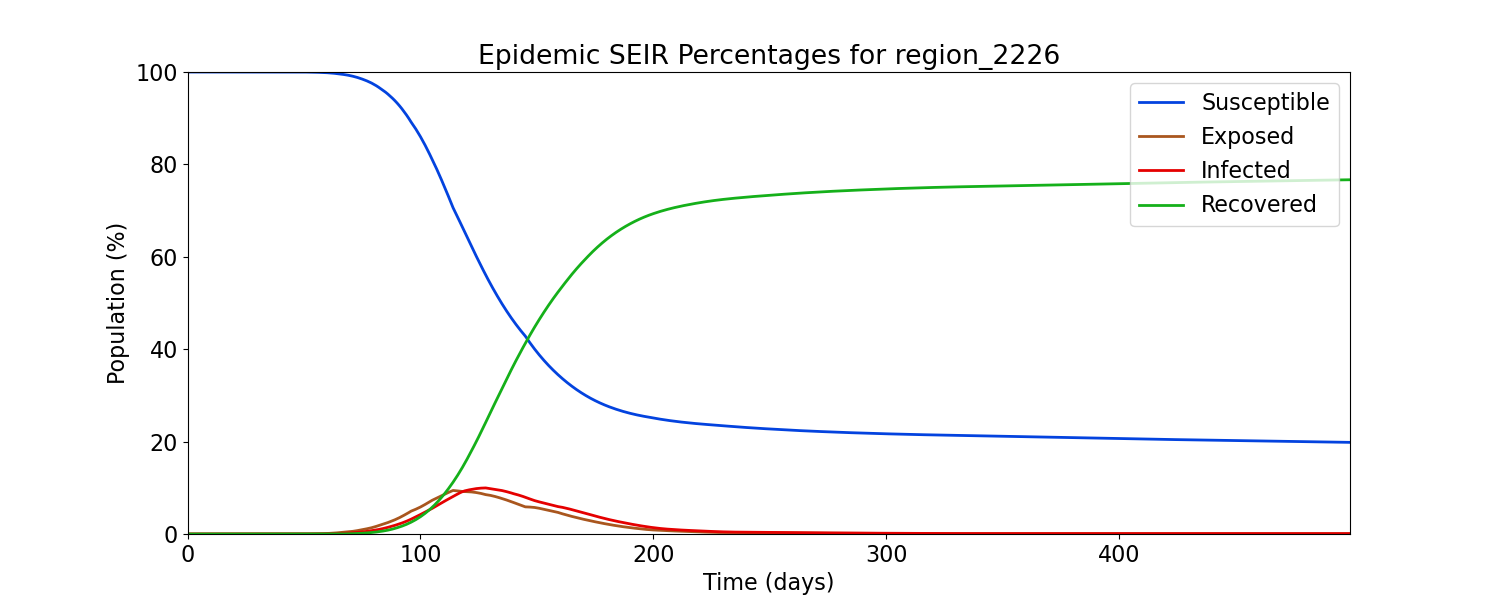 Epidemic SEIR Percentages for region_2226
100
80
60
40
20
0
Population (%)
0 100 200 300 400
Time (days)
Susceptible
Exposed
Infected
Recovered